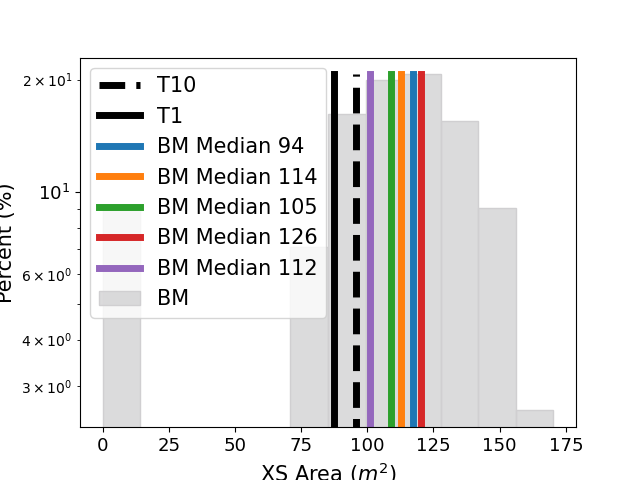 T10
T1
BM Median 94
BM Median 114
BM Median 105
BM Median 126
BM Median 112
BM
2 × 10¹
10¹
6 × 10⁰
4 × 10⁰
3 × 10⁰
Percent (%)
0 25 50 75 100 125 150 175
XS Area (m²)